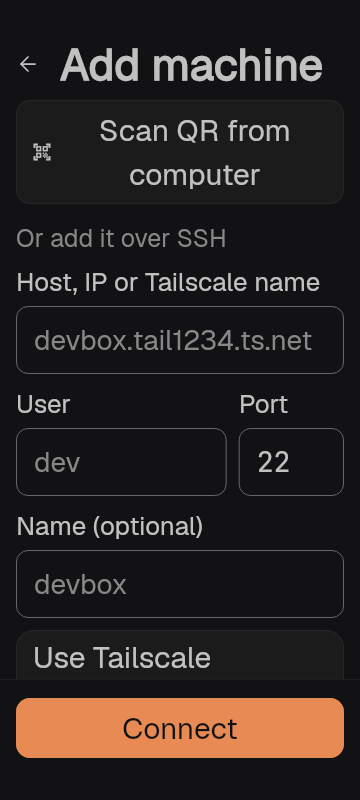 Add machine
Scan QR from
computer
Or add it over SSH
Host, IP or Tailscale name
devbox.tail1234.ts.net
User
Port
dev
22
Name (optional)
devbox
Use Tailscale
Connect